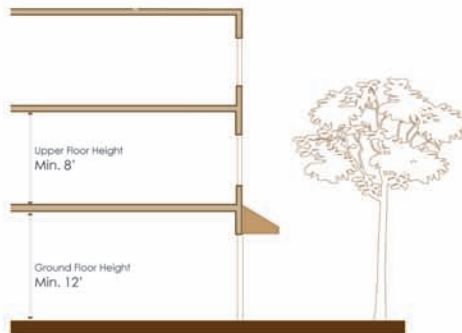 Upper Floor Height
Min. 8'
Ground Floor Height
Min. 12'